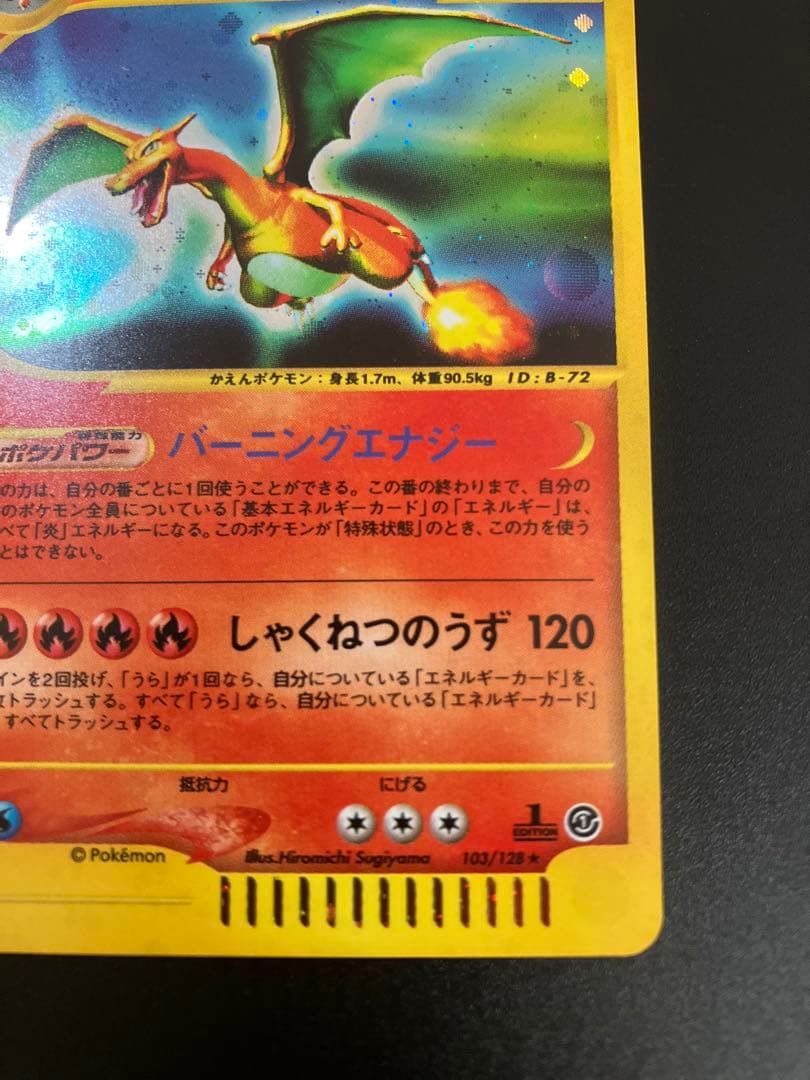 かえんポケモン：身長1.7m、体重90.5kg ID:B-72
特殊能力
ポケパワー バーニングエナジー
の力は、自分の番ごとに1回使うことができる。この番の終わりまで、自分の
のポケモン全員についている「基本エネルギーカード」の「エネルギー」は、
べて「炎」エネルギーになる。このポケモンが「特殊状態」のとき、この力を使う
とはできない。
しゃくねつのうず 120
インを2回投げ、「うら」が1回なら、自分についている「エネルギーカード」を、
てトラッシュする。すべて「うら」なら、自分についている「エネルギーカード」
すべてトラッシュする。
抵抗力 にげる
1
EDITION
© Pokémon Illus.Hiromichi Sugiyama 103/128 ★